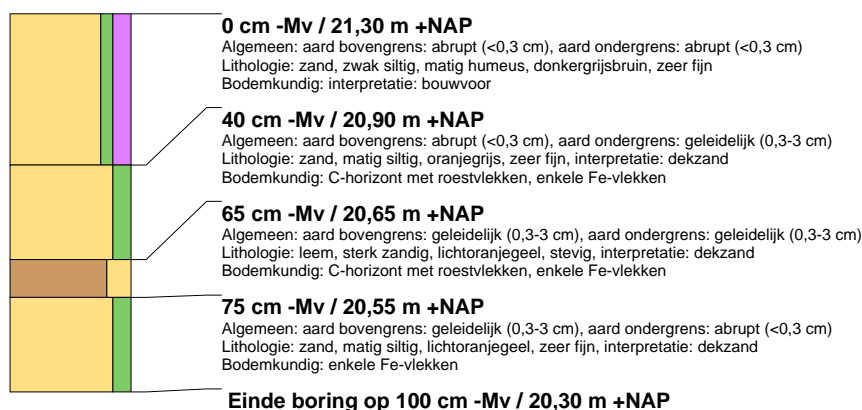 0 cm -Mv / 21,30 m +NAP
Algemeen: aard bovengrens: abrupt (<0,3 cm), aard ondergrens: abrupt (<0,3 cm)
Lithologie: zand, zwak siltig, matig humeus, donkergrijsbruin, zeer fijn
Bodemkundig: interpretatie: bouwvoor
40 cm -Mv / 20,90 m +NAP
Algemeen: aard bovengrens: abrupt (<0,3 cm), aard ondergrens: geleidelijk (0,3-3 cm)
Lithologie: zand, matig siltig, oranjegrijs, zeer fijn, interpretatie: dekzand
Bodemkundig: C-horizont met roestvlekken, enkele Fe-vlekken
65 cm -Mv / 20,65 m +NAP
Algemeen: aard bovengrens: geleidelijk (0,3-3 cm), aard ondergrens: geleidelijk (0,3-3 cm)
Lithologie: leem, sterk zandig, lichtoranjegeel, stevig, interpretatie: dekzand
Bodemkundig: C-horizont met roestvlekken, enkele Fe-vlekken
75 cm -Mv / 20,55 m +NAP
Algemeen: aard bovengrens: geleidelijk (0,3-3 cm), aard ondergrens: abrupt (<0,3 cm)
Lithologie: zand, matig siltig, lichtoranjegeel, zeer fijn, interpretatie: dekzand
Bodemkundig: enkele Fe-vlekken
Einde boring op 100 cm -Mv / 20,30 m +NAP